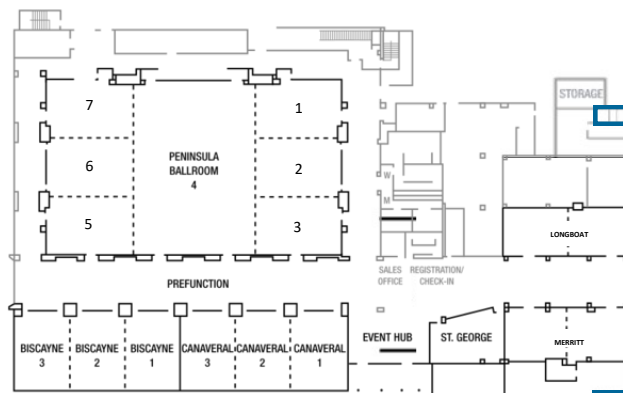 STORAGE
7
1
PENINSULA
BALLROOM
4
6
2
W
M
5
3
LONGBOAT
SALES
OFFICE
REGISTRATION/
CHECK-IN
PREFUNCTION
BISCAYNE
3
BISCAYNE
2
BISCAYNE
1
CANAVERAL
3
CANAVERAL
2
CANAVERAL
1
EVENT HUB
ST. GEORGE
MERRITT